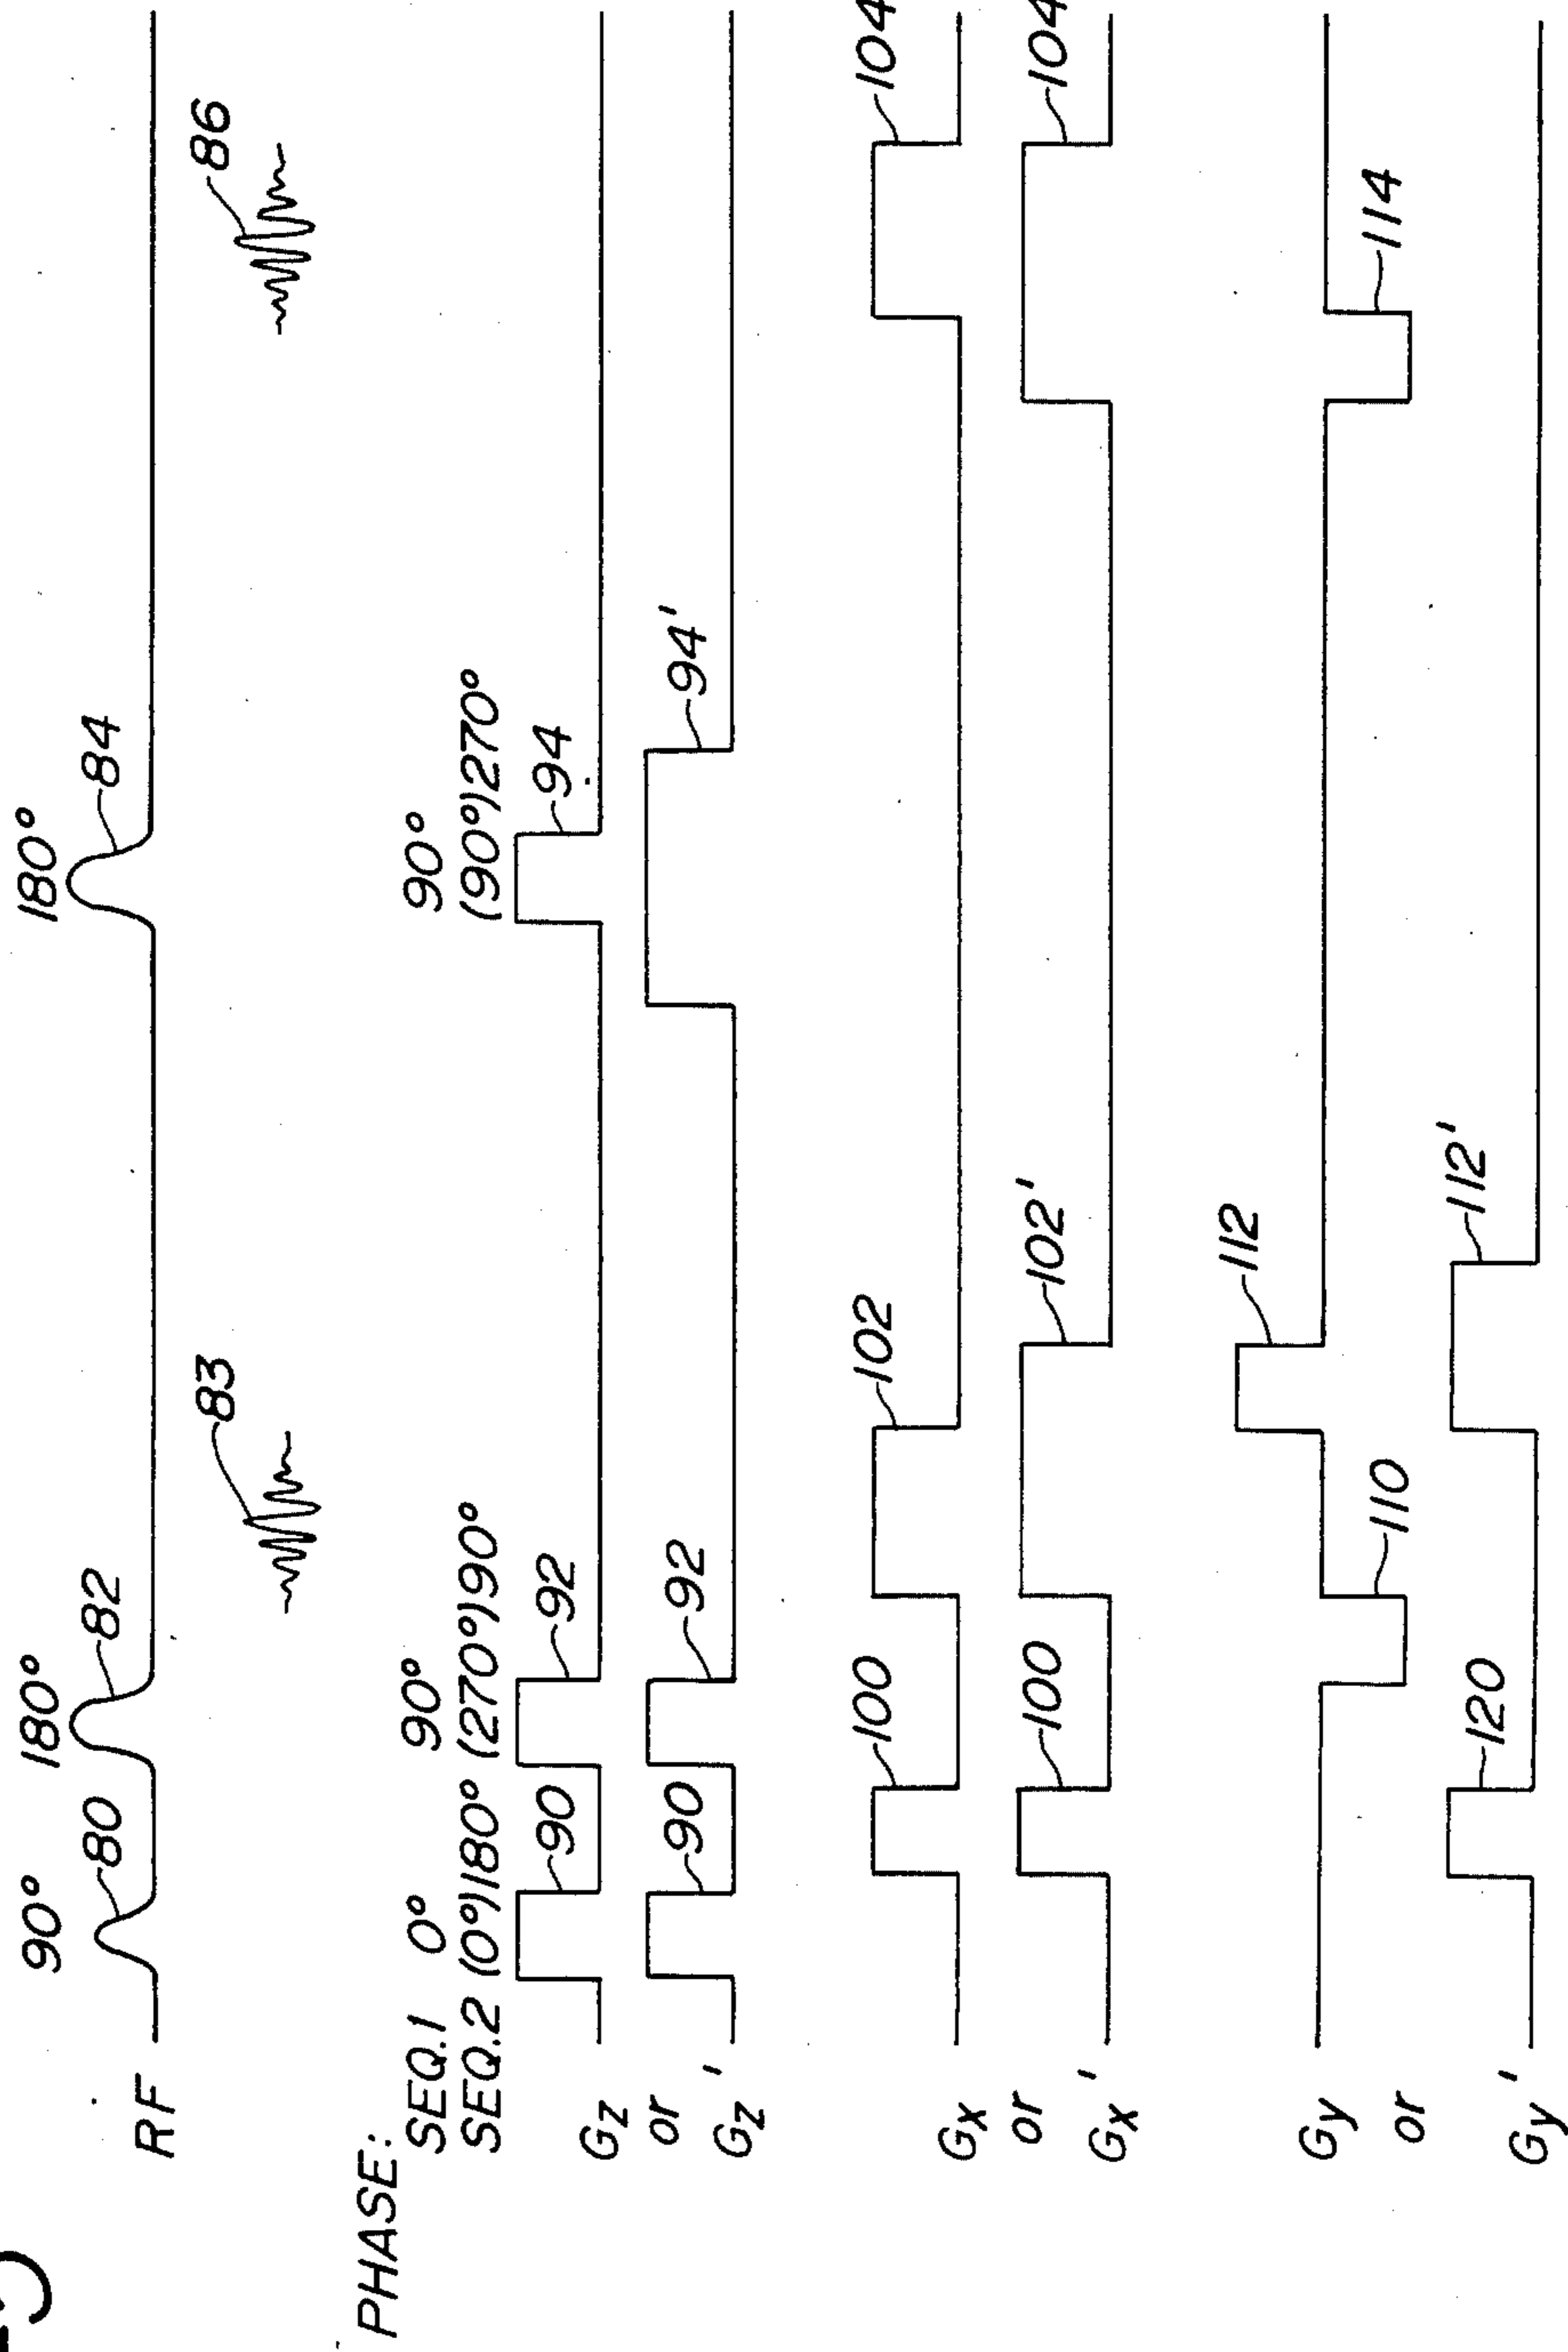 90° 180° 180°
80 82 84
RF
83 86
PHASE:
SEQ.1 0° 90° 90°
SEQ.2 (0°)180° (270°)90° (90°)270°
90 92 94
Gz
or
90 92 94'
Gz'
100 102 104
Gx
or
100 102' 104
Gx'
112
Gy
110 114
or
120 112'
Gy'